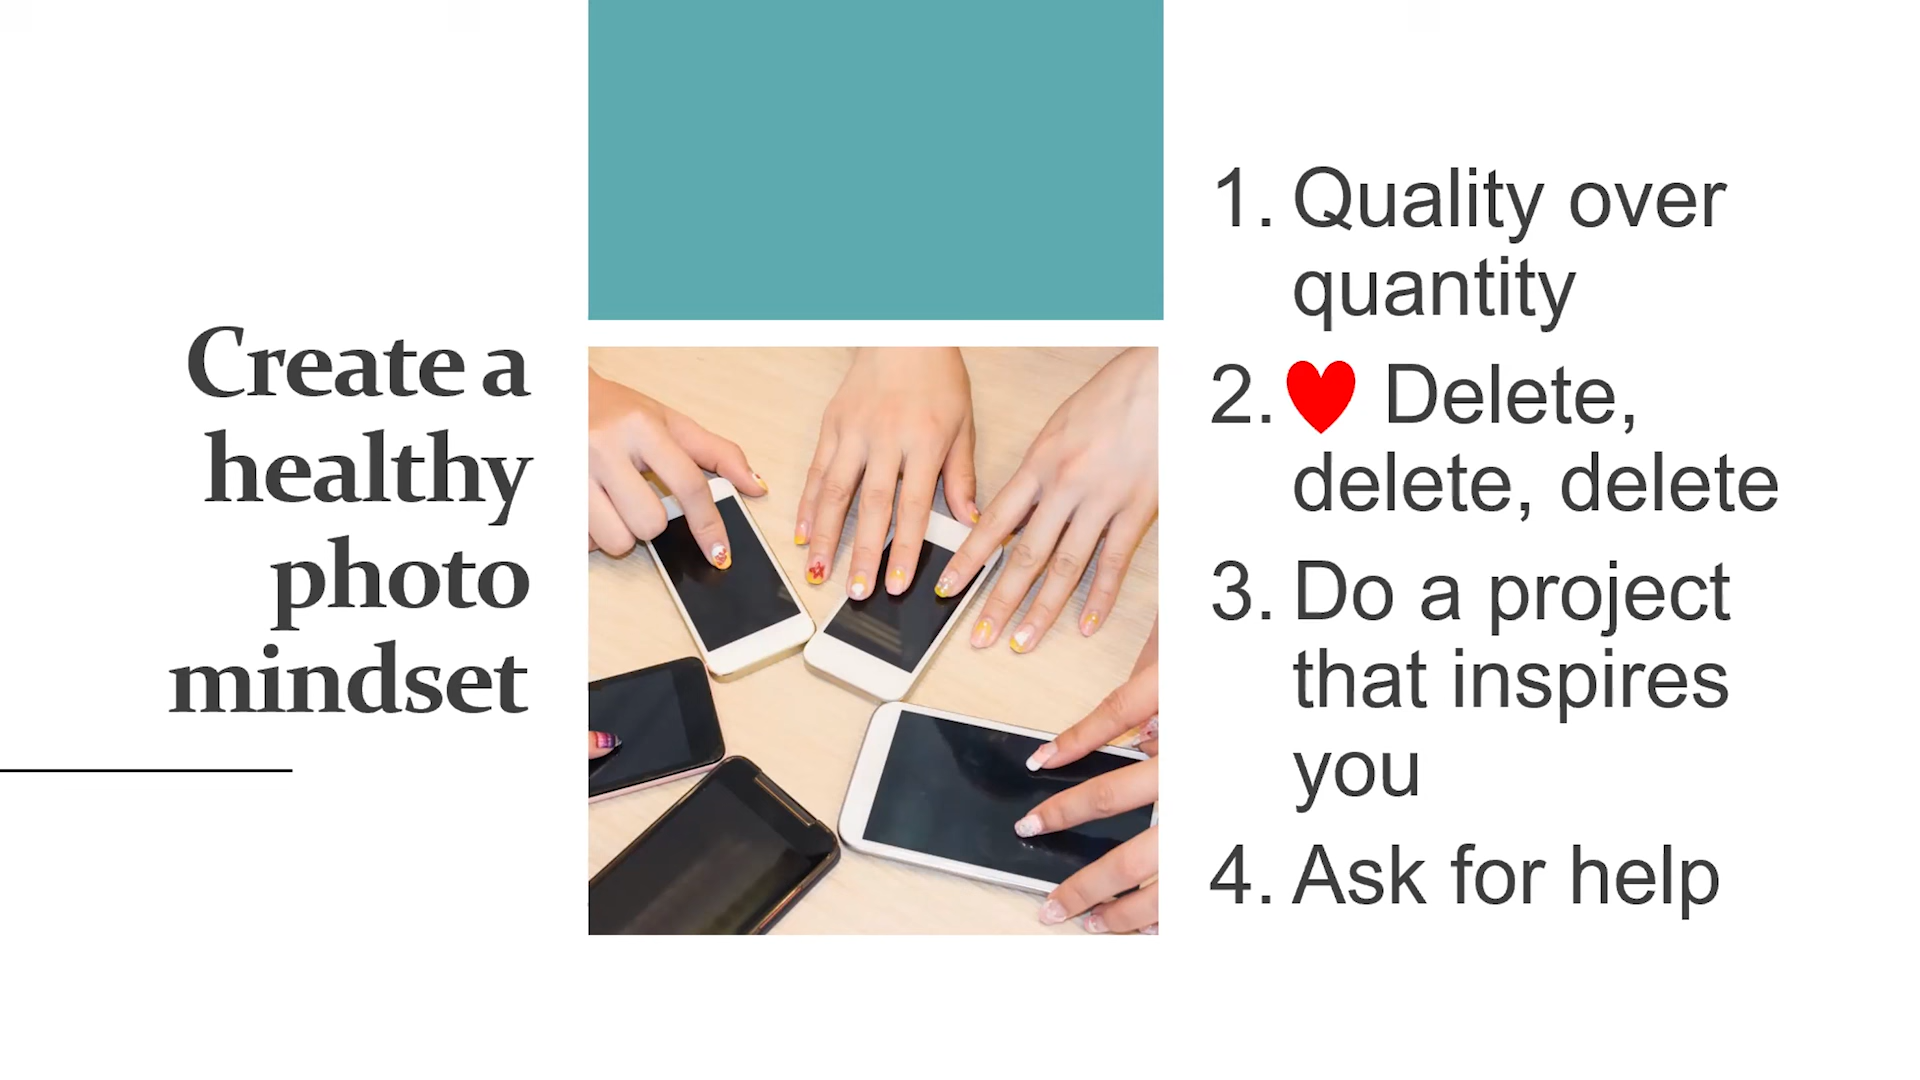 Create a
healthy
photo
mindset
1. Quality over
quantity
2. ♥ Delete,
delete, delete
3. Do a project
that inspires
you
4. Ask for help